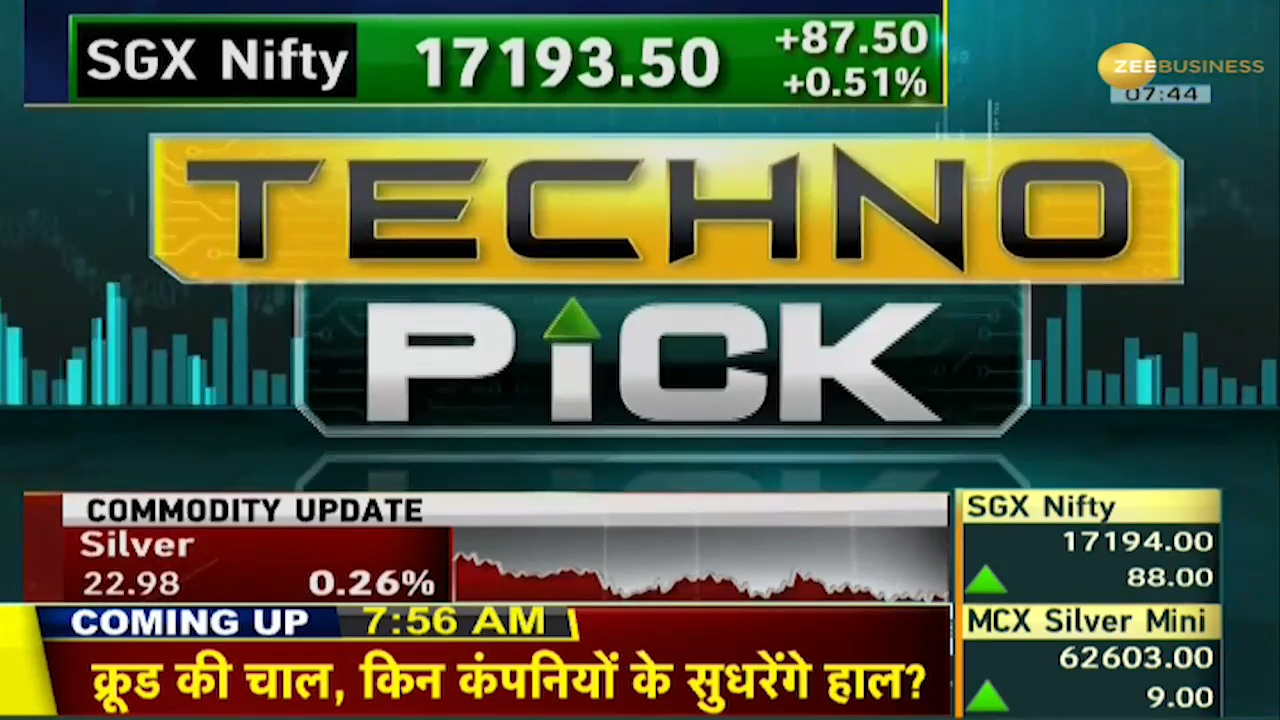 SGX Nifty 17193.50 +87.50
+0.51%
ZEEBUSINESS
07:44
TECHNO
PiCK
COMMODITY UPDATE
Silver
22.98 0.26%
SGX Nifty
17194.00
88.00
MCX Silver Mini
62603.00
9.00
COMING UP 7:56 AM
क्रूड की चाल, किन कंपनियों के सुधरेंगे हाल?